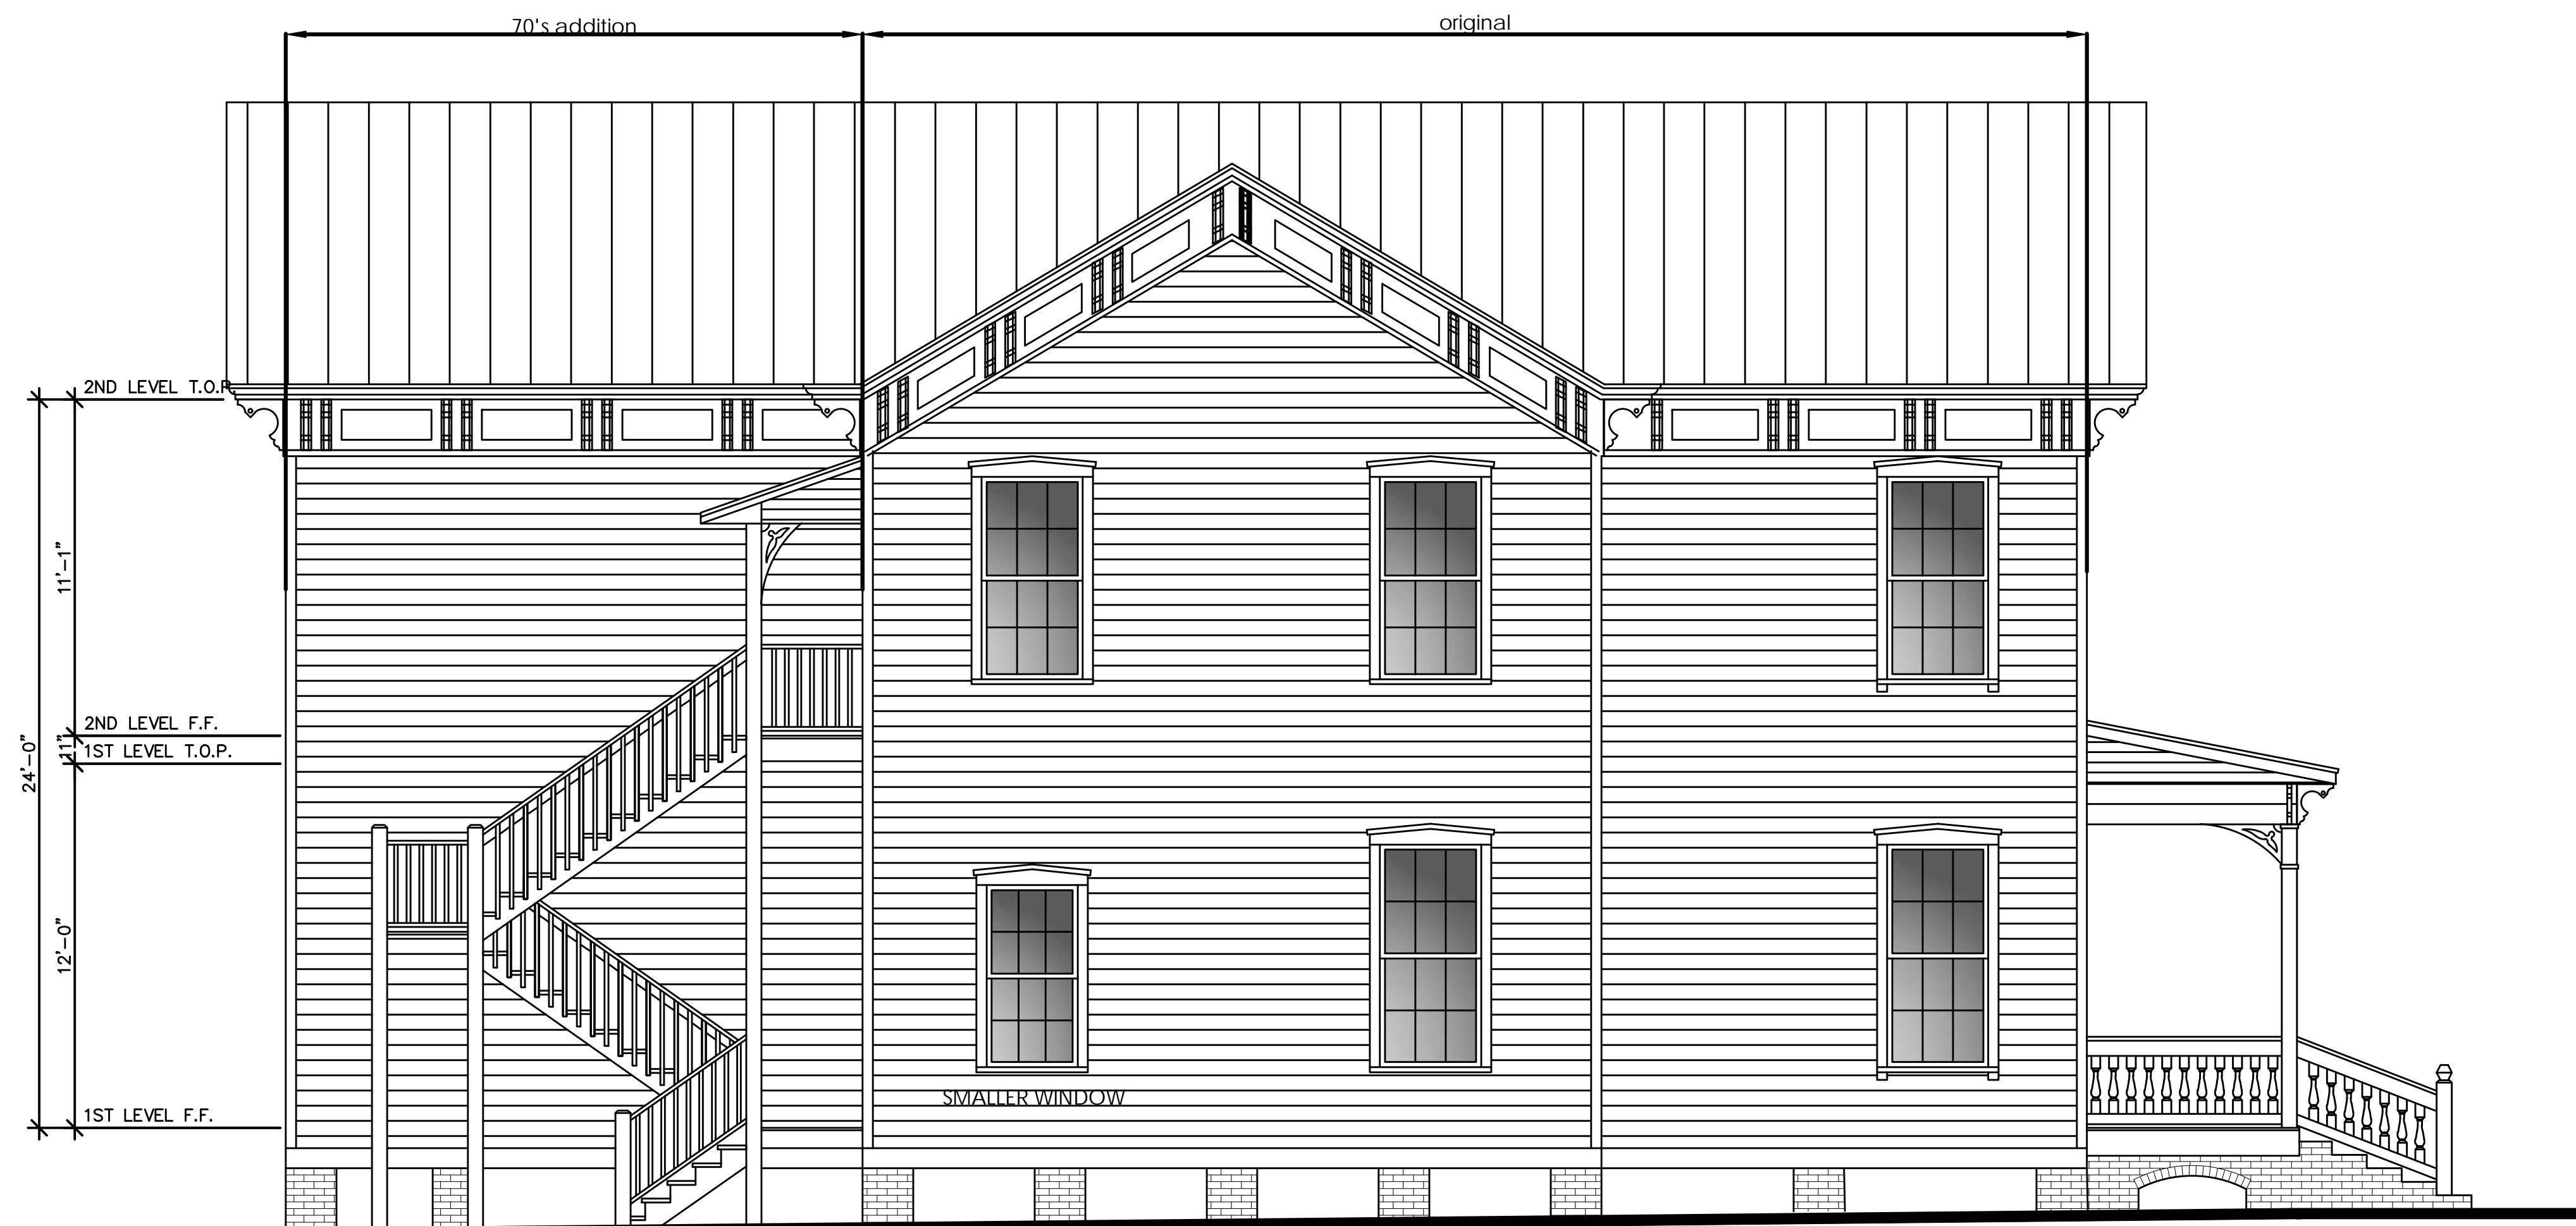 70's addition
original
2ND LEVEL T.O.P.
11'-1"
2ND LEVEL F.F.
11"
1ST LEVEL T.O.P.
24'-0"
12'-0"
SMALLER WINDOW
1ST LEVEL F.F.